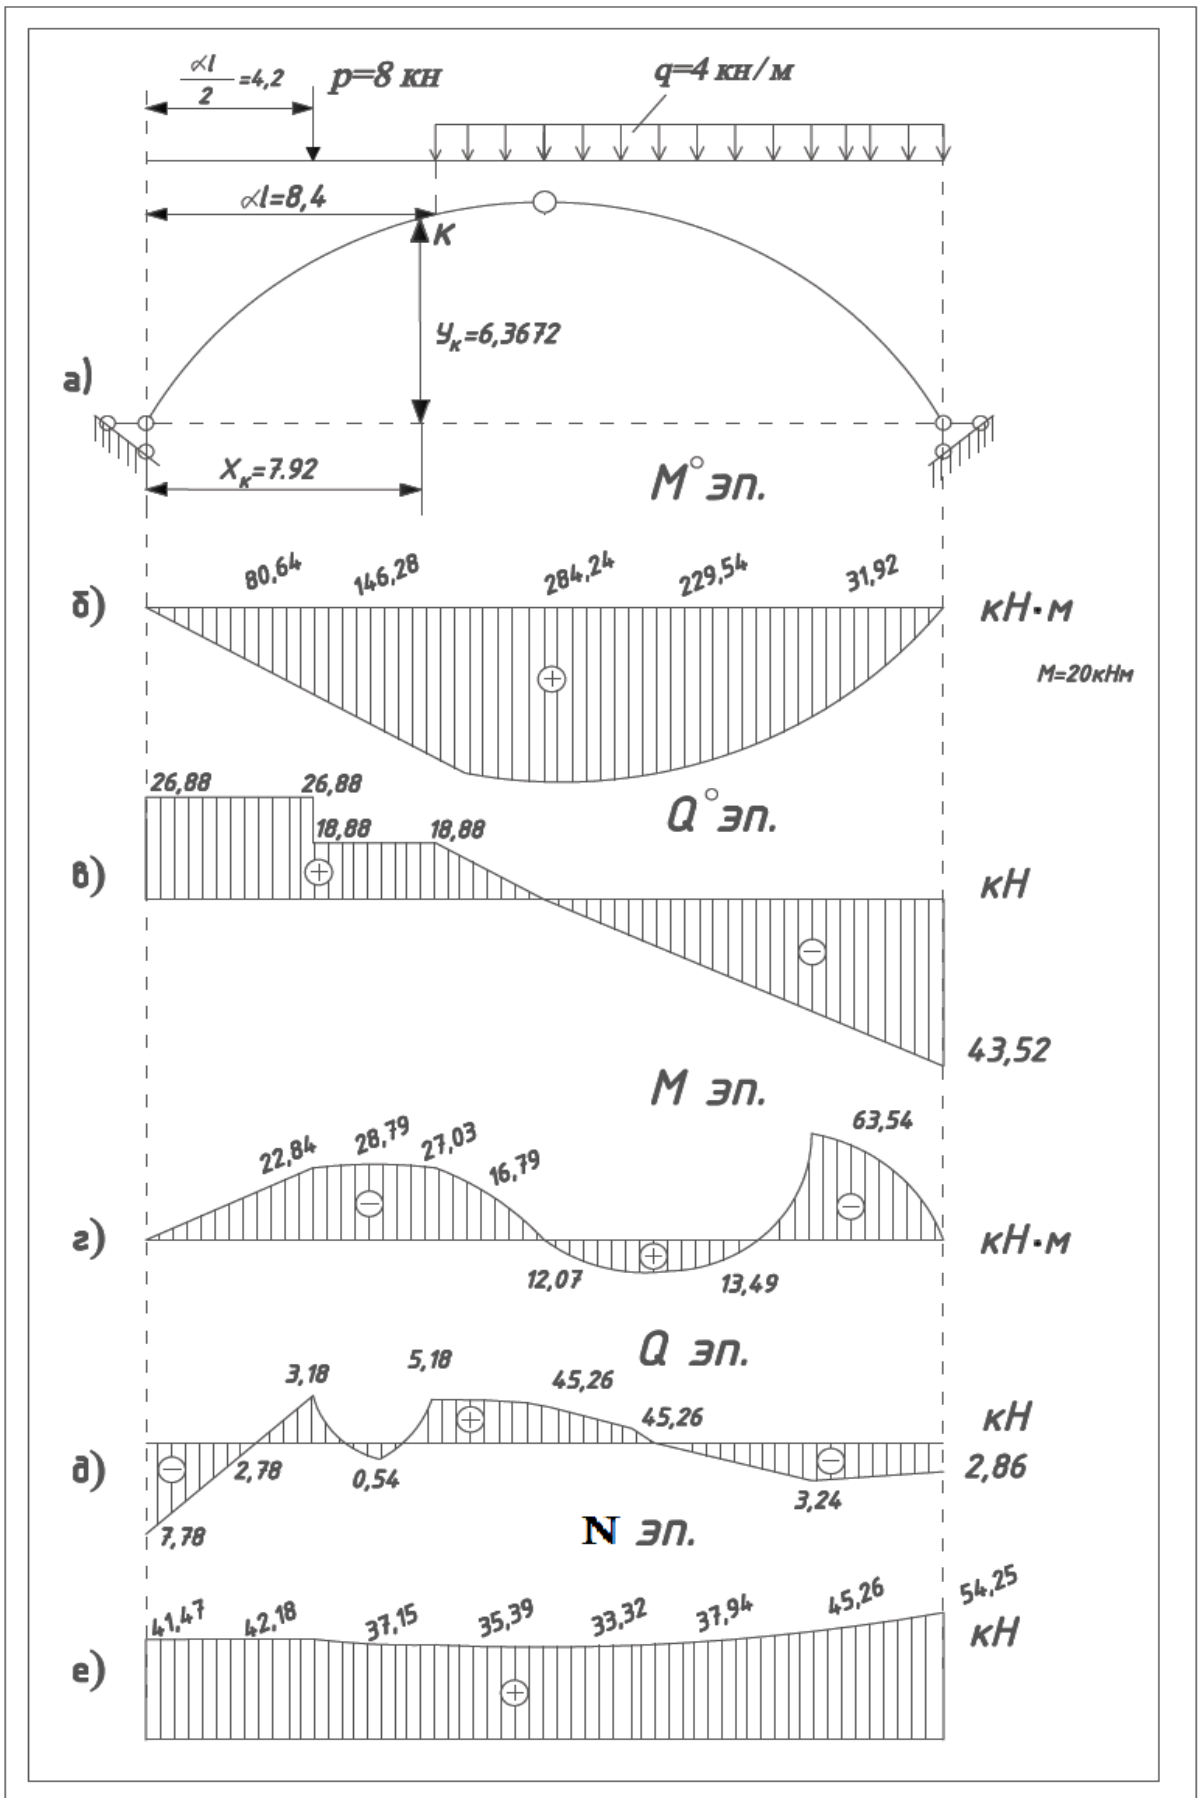 αl/2 =4,2
p=8 кн
q=4 кн/м
αl=8,4
К
Yк=6,3672
а)
Xк=7.92
M° эп.
80,64 146,28 284,24 229,54 31,92
б)
кН·м
М=20кНм
26,88 26,88
18,88 18,88
Q° эп.
в)
кН
43,52
M эп.
22,84 28,79 27,03 16,79 63,54
г)
кН·м
12,07 13,49
Q эп.
3,18 5,18 45,26
45,26
кН
д)
2,78 0,54 3,24 2,86
7,78
N эп.
41,47 42,18 37,15 35,39 33,32 37,94 45,26 54,25
кН
е)